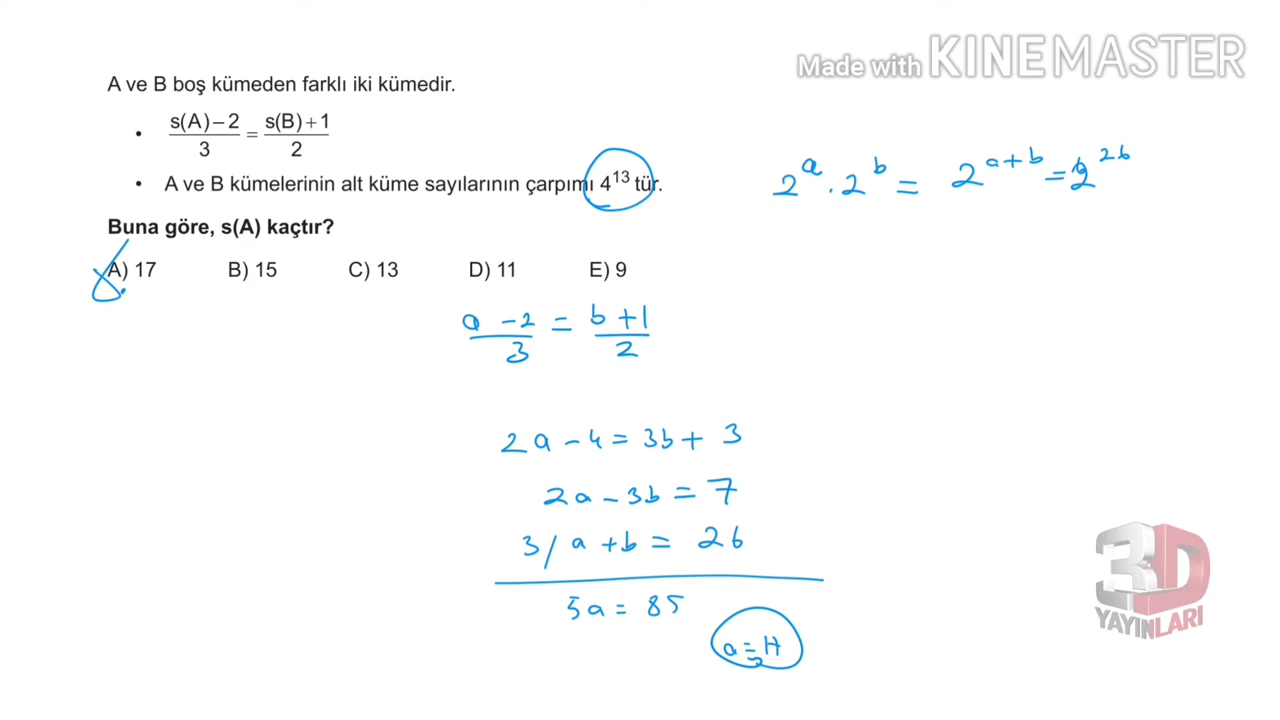 Made with KINEMASTER
A ve B boş kümeden farklı iki kümedir.
• s(A) – 2 / 3 = s(B) + 1 / 2
• A ve B kümelerinin alt küme sayılarının çarpımı 4^13 tür.
2^a . 2^b = 2^(a+b) = 2^26
Buna göre, s(A) kaçtır?
A) 17 B) 15 C) 13 D) 11 E) 9
a – 2 / 3 = b + 1 / 2
2a – 4 = 3b + 3
2a – 3b = 7
3/ a + b = 26
5a = 85
a = 17
3D
YAYINLARI